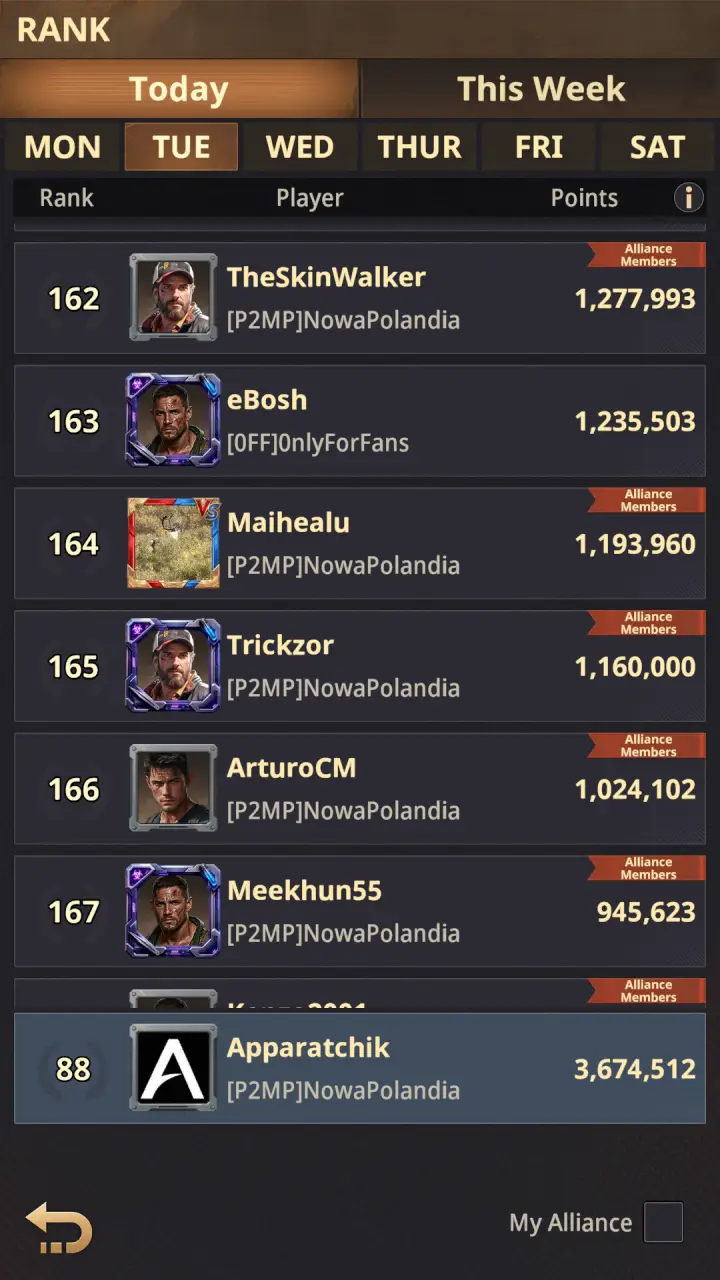 RANK
Today
This Week
MON
TUE
WED
THUR
FRI
SAT
Rank
Player
Points
i
Alliance
Members
162
TheSkinWalker
[P2MP]NowaPolandia
1,277,993
163
eBosh
[0FF]0nlyForFans
1,235,503
Alliance
Members
164
VS
Maihealu
[P2MP]NowaPolandia
1,193,960
Alliance
Members
165
Trickzor
[P2MP]NowaPolandia
1,160,000
Alliance
Members
166
ArturoCM
[P2MP]NowaPolandia
1,024,102
Alliance
Members
167
Meekhun55
[P2MP]NowaPolandia
945,623
Alliance
Members
88
A
Apparatchik
[P2MP]NowaPolandia
3,674,512
My Alliance